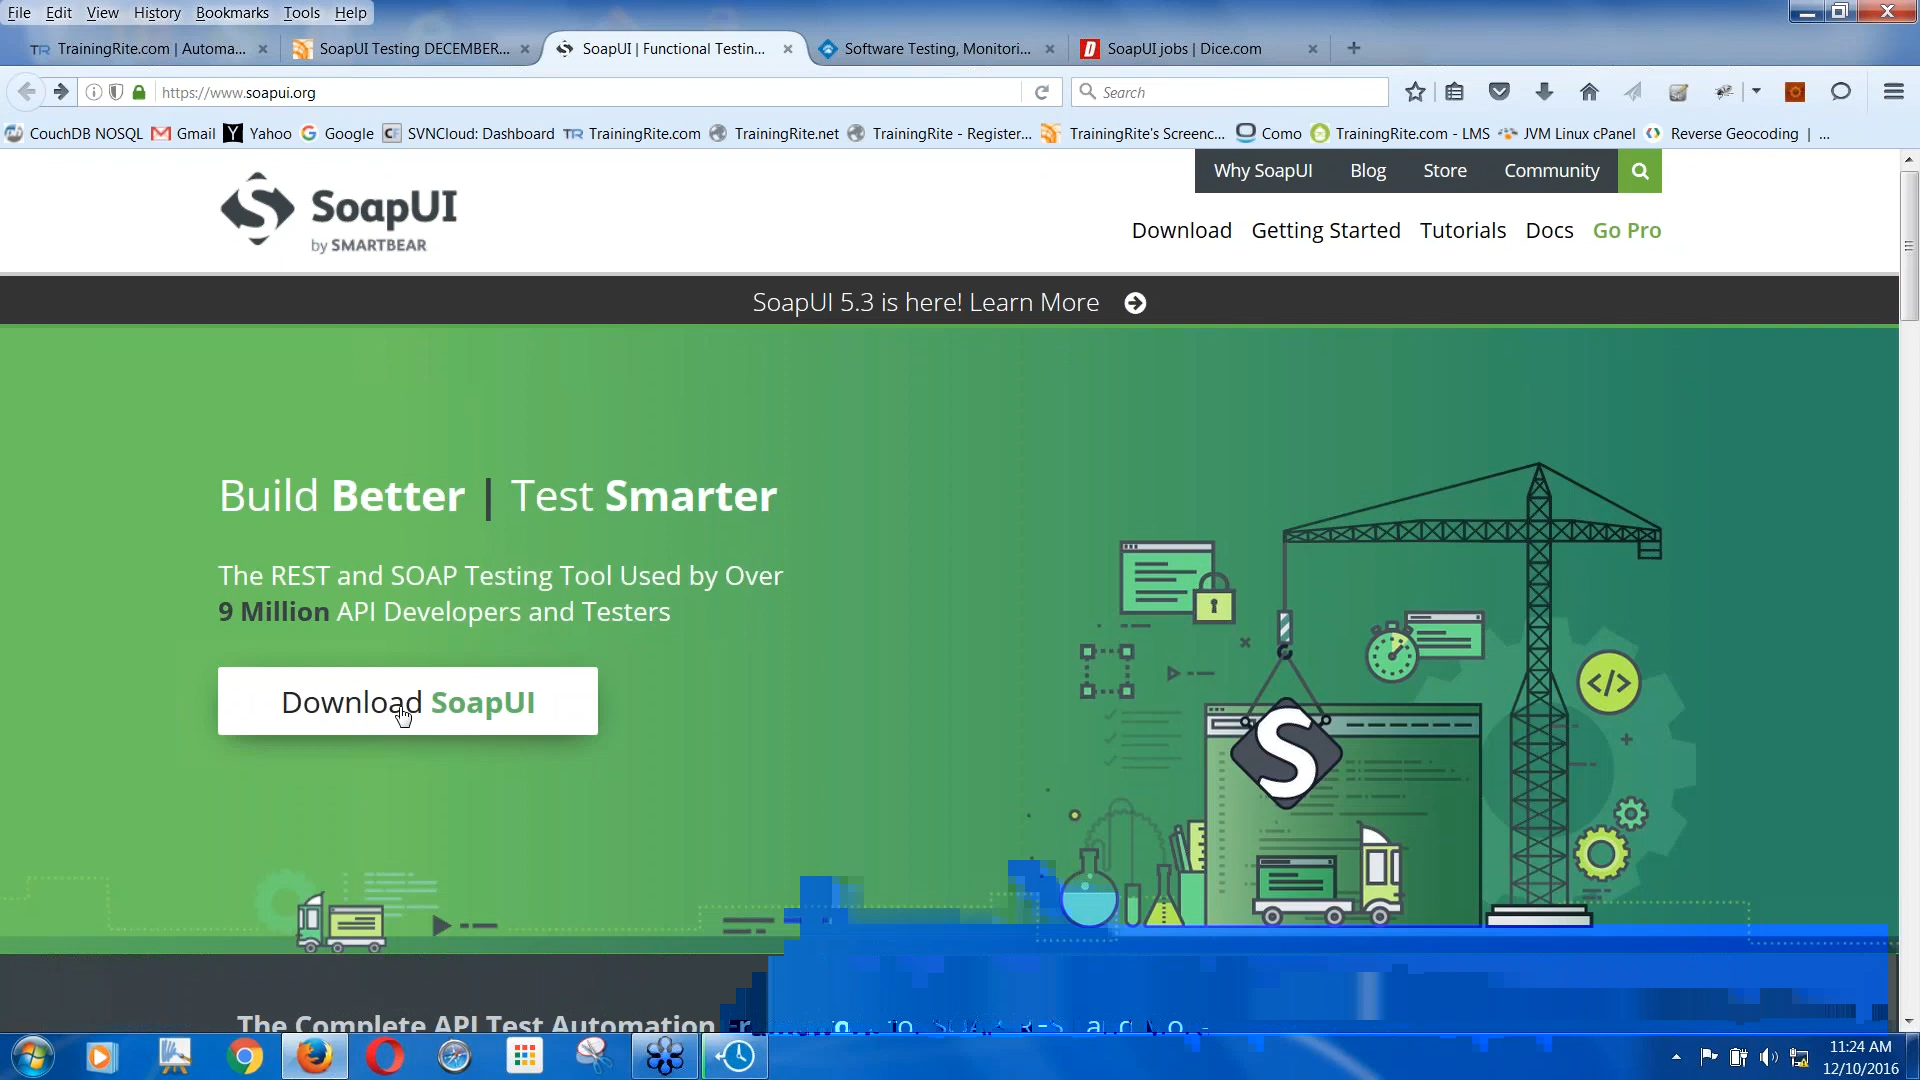 File Edit View History Bookmarks Tools Help
TR TrainingRite.com | Automa...
SoapUI Testing DECEMBER...
SoapUI | Functional Testin...
Software Testing, Monitori...
D SoapUI jobs | Dice.com
https://www.soapui.org
Search
CouchDB NOSQL Gmail Y Yahoo G Google CF SVNCloud: Dashboard TR TrainingRite.com TrainingRite.net TrainingRite - Register... TrainingRite's Screenc... Como TrainingRite.com - LMS JVM Linux cPanel Reverse Geocoding | ...
Why SoapUI Blog Store Community
SoapUI
by SMARTBEAR
Download Getting Started Tutorials Docs Go Pro
SoapUI 5.3 is here! Learn More
Build Better | Test Smarter
The REST and SOAP Testing Tool Used by Over
9 Million API Developers and Testers
Download SoapUI
</>
S
The Complete API Test Automation
11:24 AM
12/10/2016